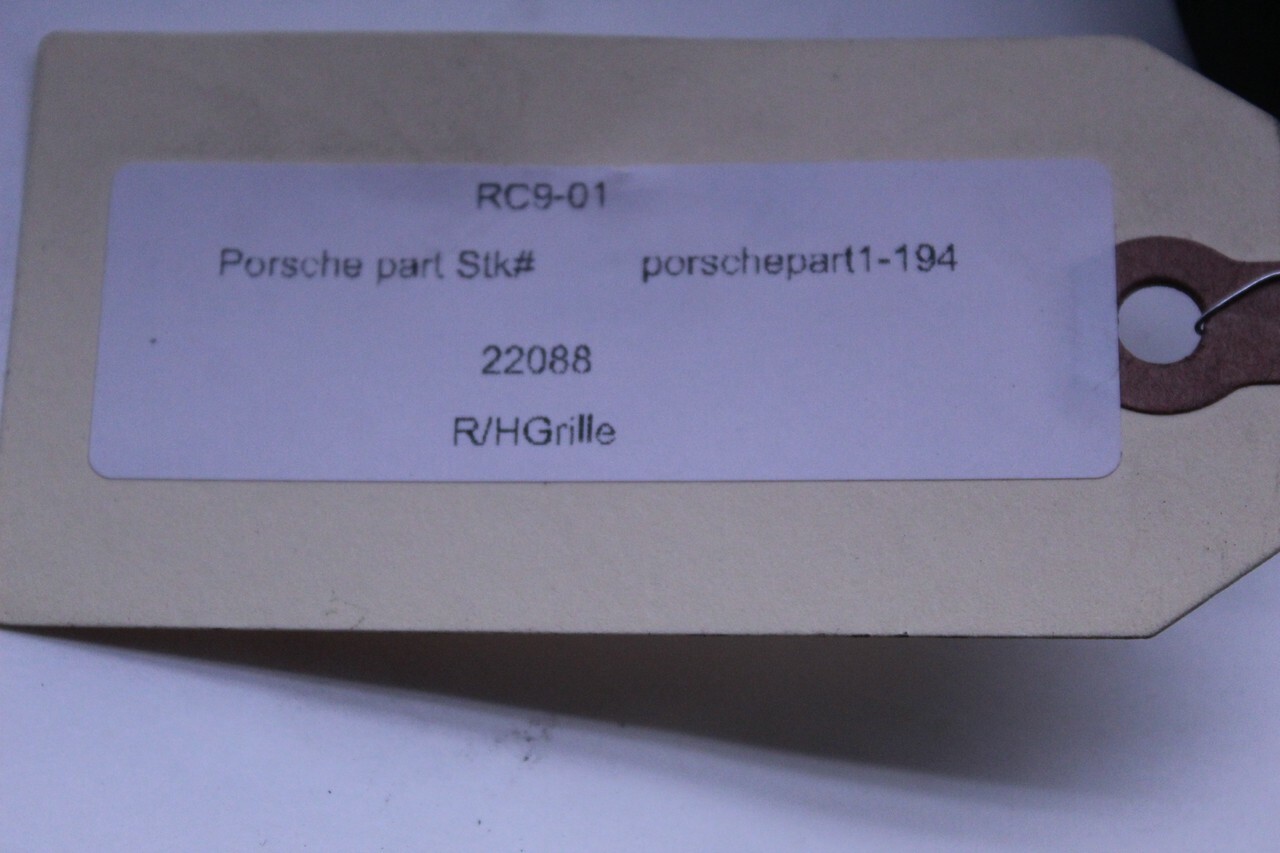 RC9-01
Porsche part Stk# porschepart1-194
22088
R/HGrille